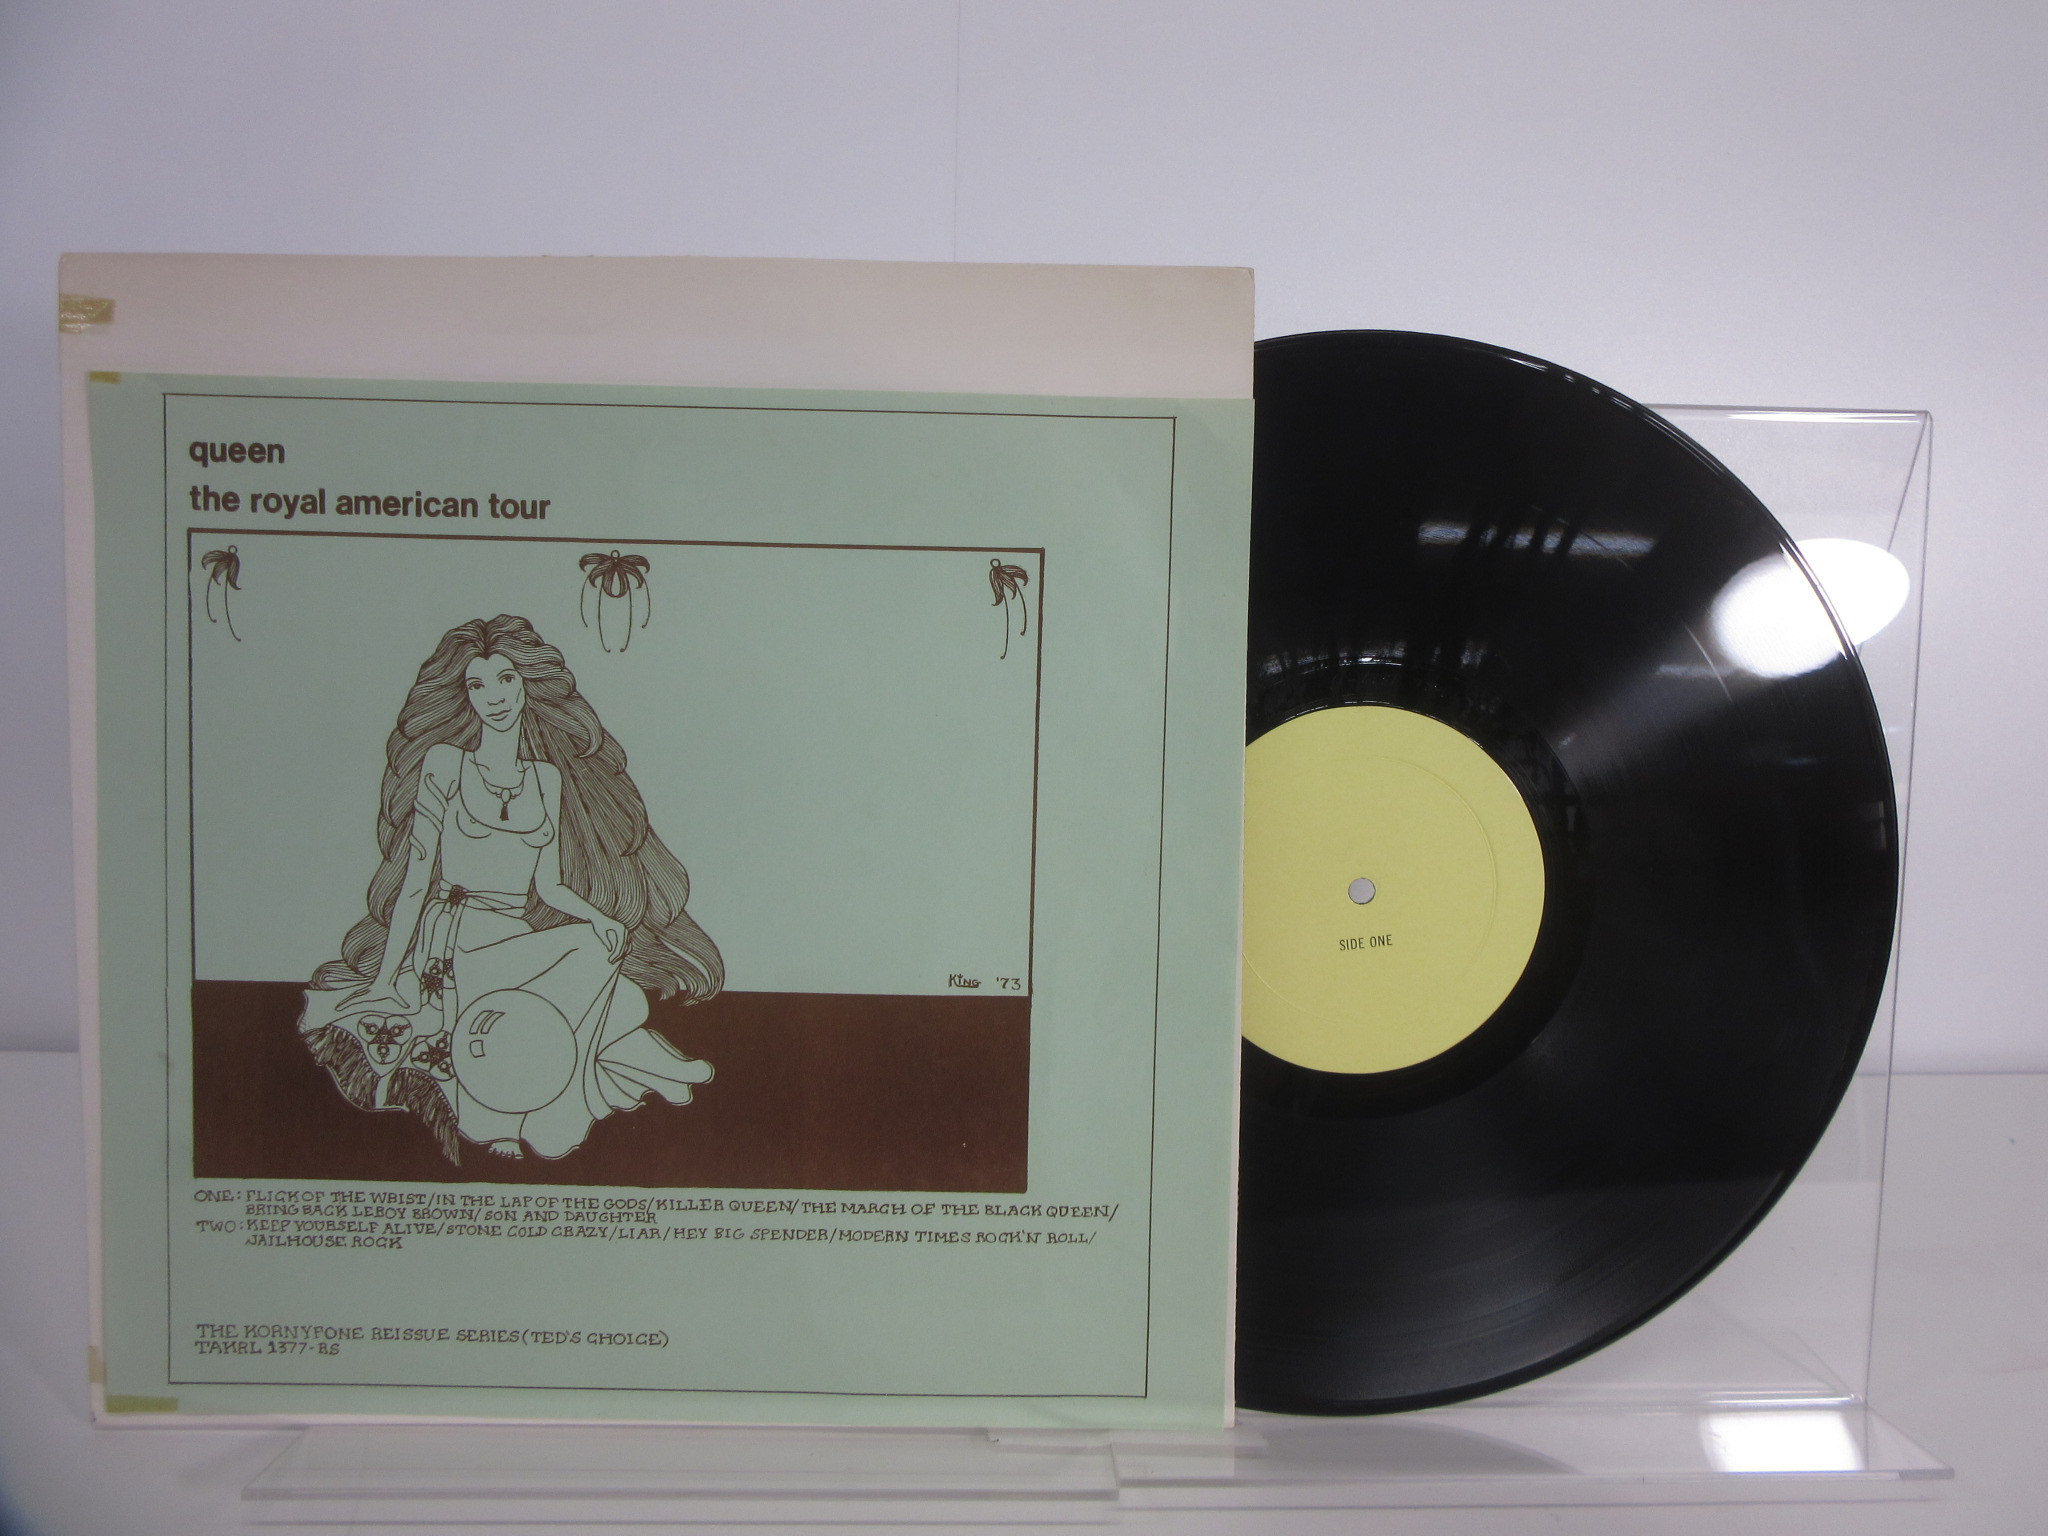 queen
the royal american tour
KING '73
ONE: FLICK OF THE WRIST/IN THE LAP OF THE GODS/KILLER QUEEN/THE MARCH OF THE BLACK QUEEN/
BRING BACK LEROY BROWN/SON AND DAUGHTER
TWO: KEEP YOURSELF ALIVE/STONE COLD CRAZY/LIAR/HEY BIG SPENDER/MODERN TIMES ROCK'N ROLL/
JAILHOUSE ROCK
THE KORNYFONE REISSUE SERIES (TED'S CHOICE)
TAKRL 1377-RS
SIDE ONE